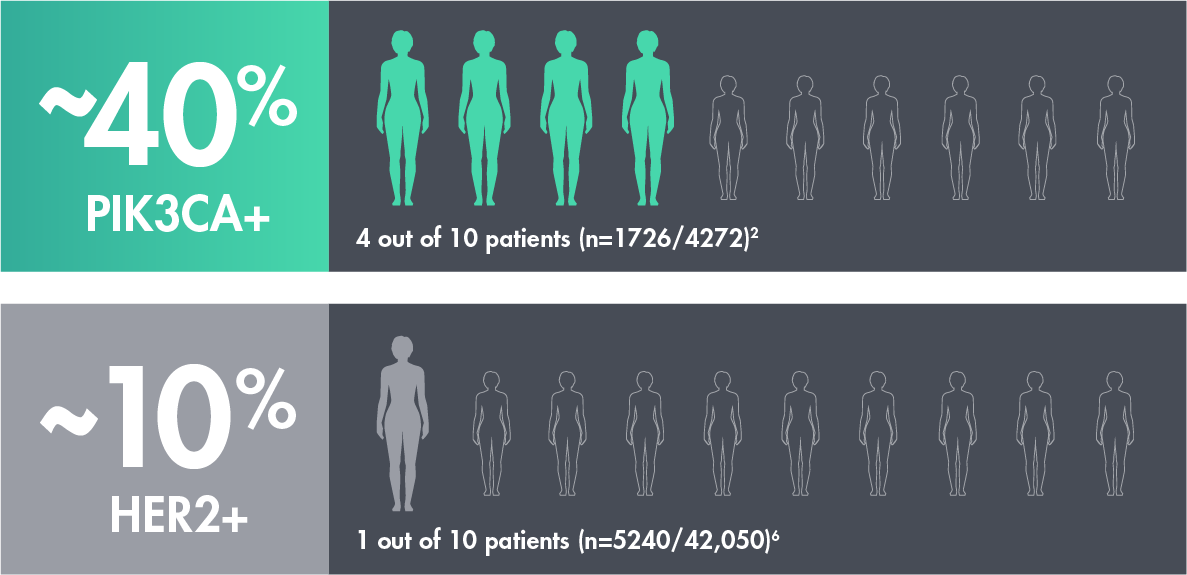 ~40%
PIK3CA+
4 out of 10 patients (n=1726/4272)²
~10%
HER2+
1 out of 10 patients (n=5240/42,050)⁶